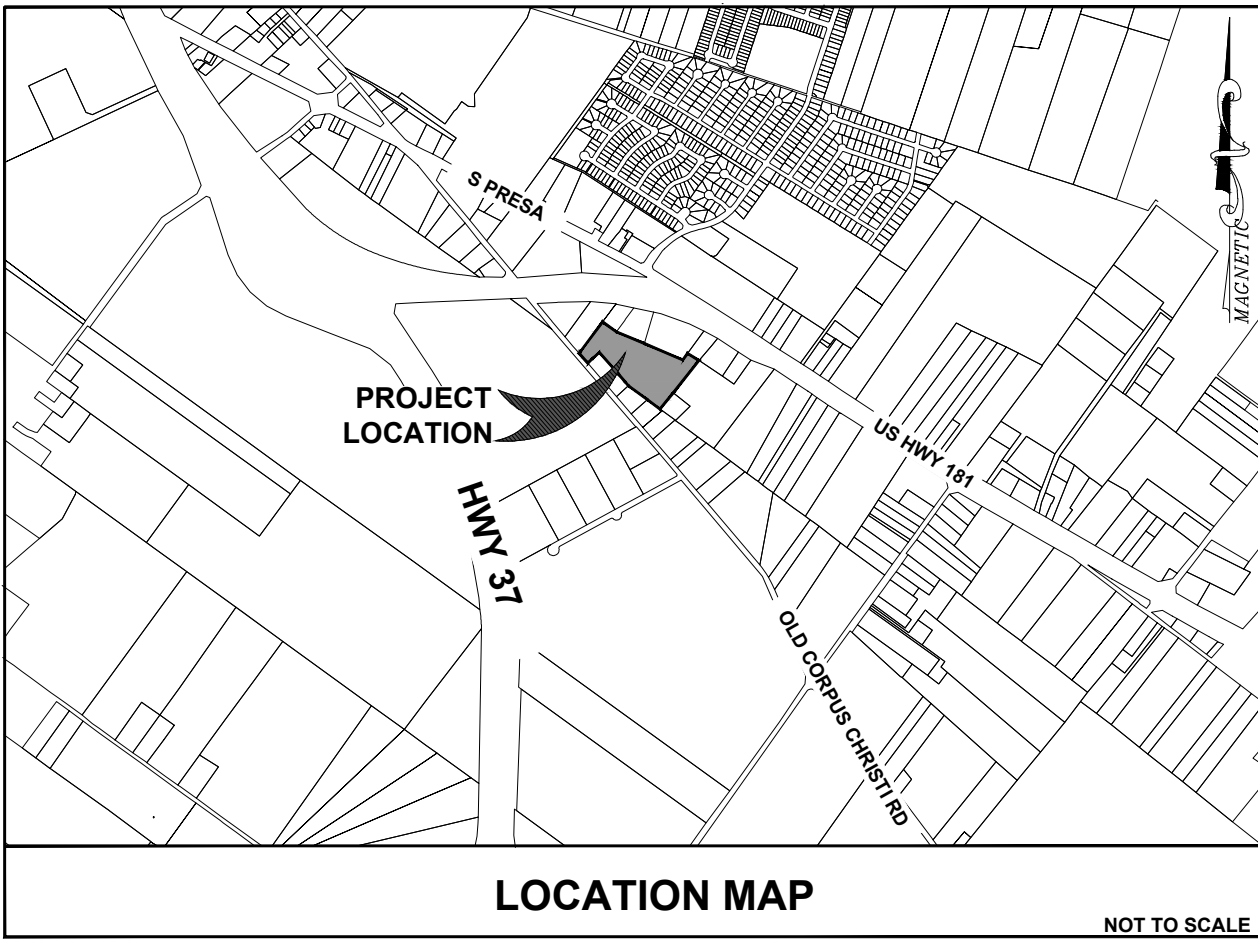 S PRESA
MAGNETIC
PROJECT
LOCATION
US HWY 181
HWY 37
OLD CORPUS CHRISTI RD
LOCATION MAP
NOT TO SCALE